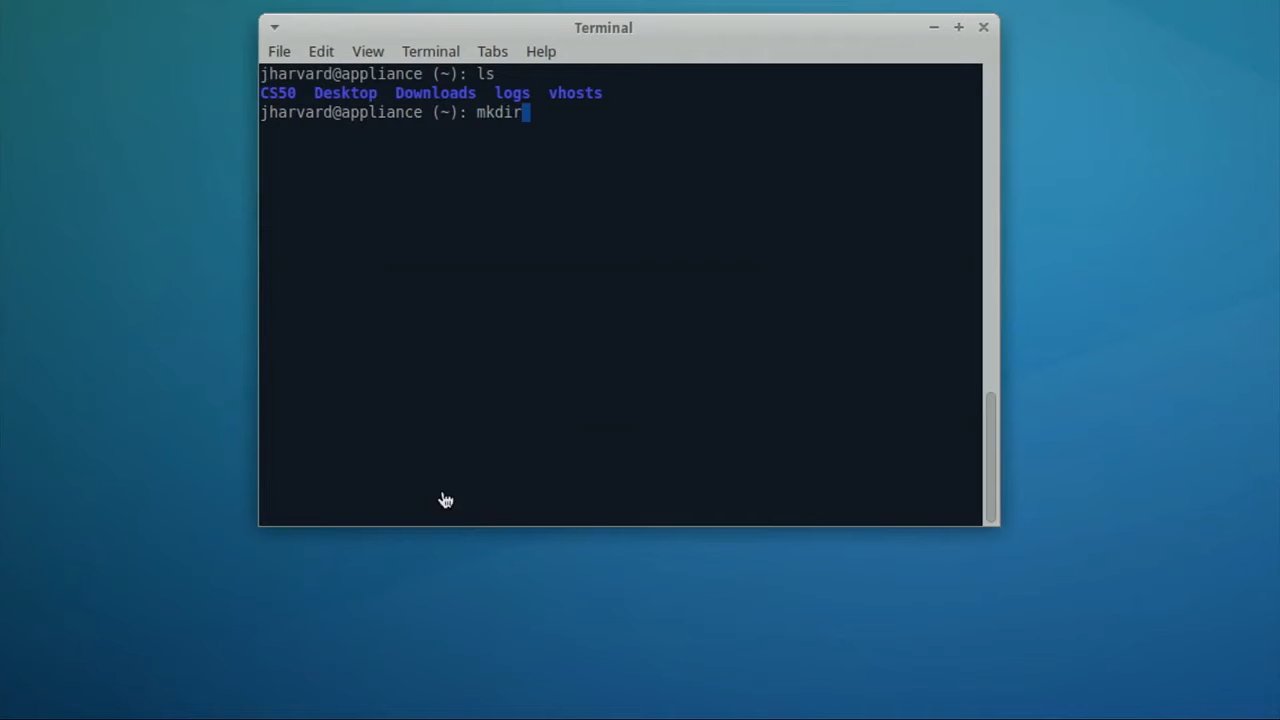 Terminal
File Edit View Terminal Tabs Help
jharvard@appliance (~): ls
CS50 Desktop Downloads logs vhosts
jharvard@appliance (~): mkdir